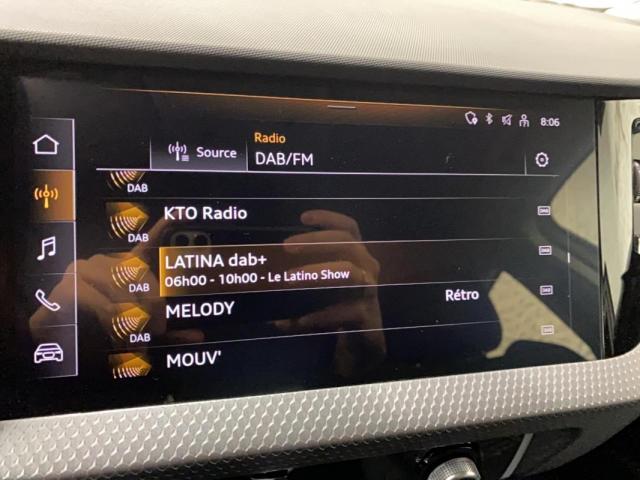 8:06
Radio
Source DAB/FM
DAB
KTO Radio
DAB
LATINA dab+
06h00 - 10h00 - Le Latino Show
DAB
MELODY Rétro
DAB
MOUV'